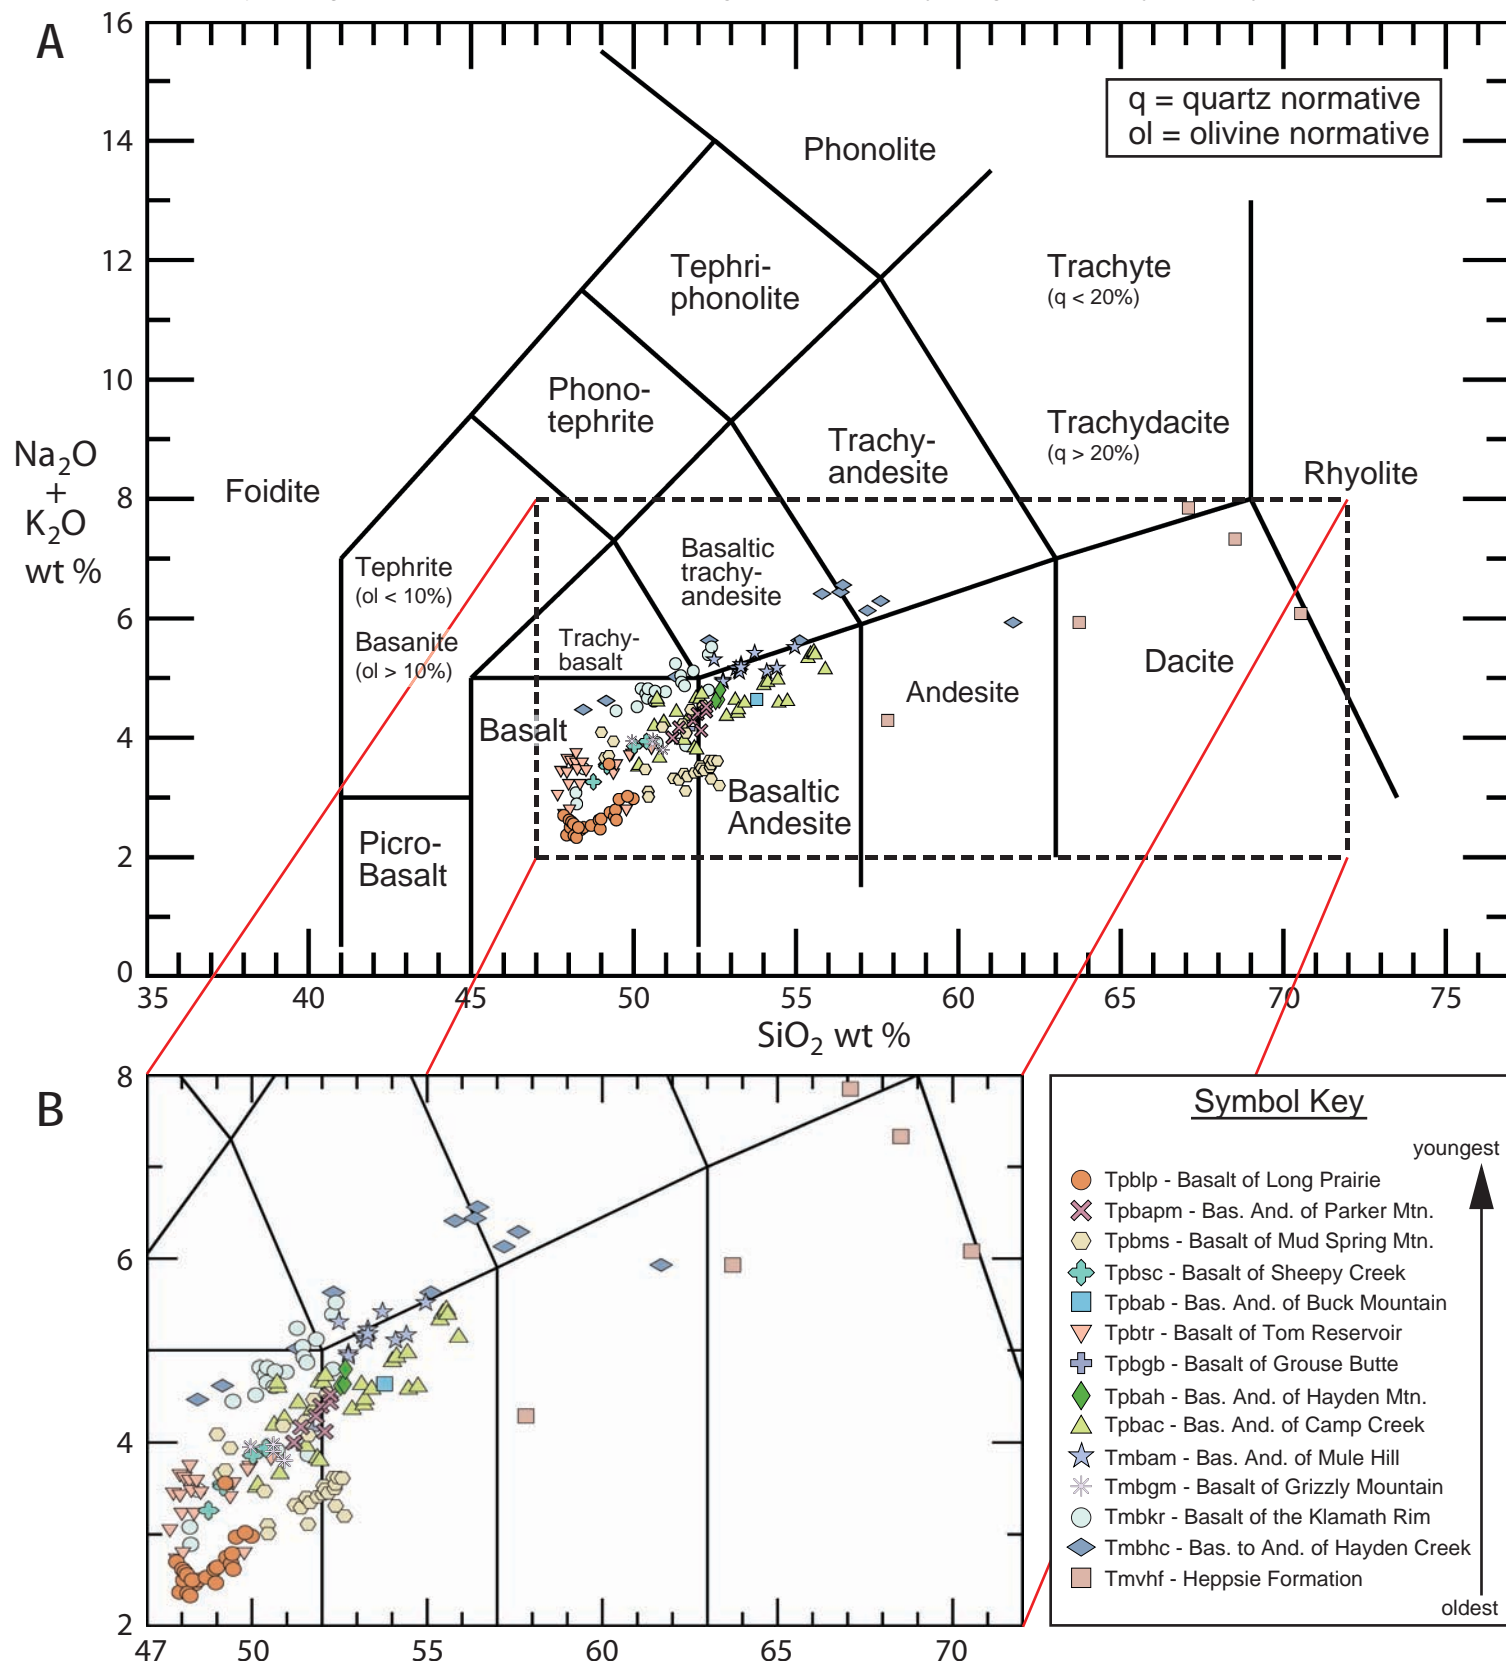 A
16
14
12
10
8
6
4
2
0
Na₂O
+
K₂O
wt %
q = quartz normative
ol = olivine normative
Phonolite
Tephri-
phonolite
Trachyte
(q < 20%)
Phono-
tephrite
Trachy-
andesite
Trachydacite
(q > 20%)
Foidite
Rhyolite
Tephrite
(ol < 10%)
Basanite
(ol > 10%)
Basaltic
trachy-
andesite
Trachy-
basalt
Basalt
Andesite
Dacite
Basaltic
Andesite
Picro-
Basalt
35 40 45 50 55 60 65 70 75
SiO₂ wt %
B
8
6
4
2
47 50 55 60 65 70
Symbol Key
youngest
Tpblp - Basalt of Long Prairie
Tpbapm - Bas. And. of Parker Mtn.
Tpbms - Basalt of Mud Spring Mtn.
Tpbsc - Basalt of Sheepy Creek
Tpbab - Bas. And. of Buck Mountain
Tpbtr - Basalt of Tom Reservoir
Tpbgb - Basalt of Grouse Butte
Tpbah - Bas. And. of Hayden Mtn.
Tpbac - Bas. And. of Camp Creek
Tmbam - Bas. And. of Mule Hill
Tmbgm - Basalt of Grizzly Mountain
Tmbkr - Basalt of the Klamath Rim
Tmbhc - Bas. to And. of Hayden Creek
Tmvhf - Heppsie Formation
oldest